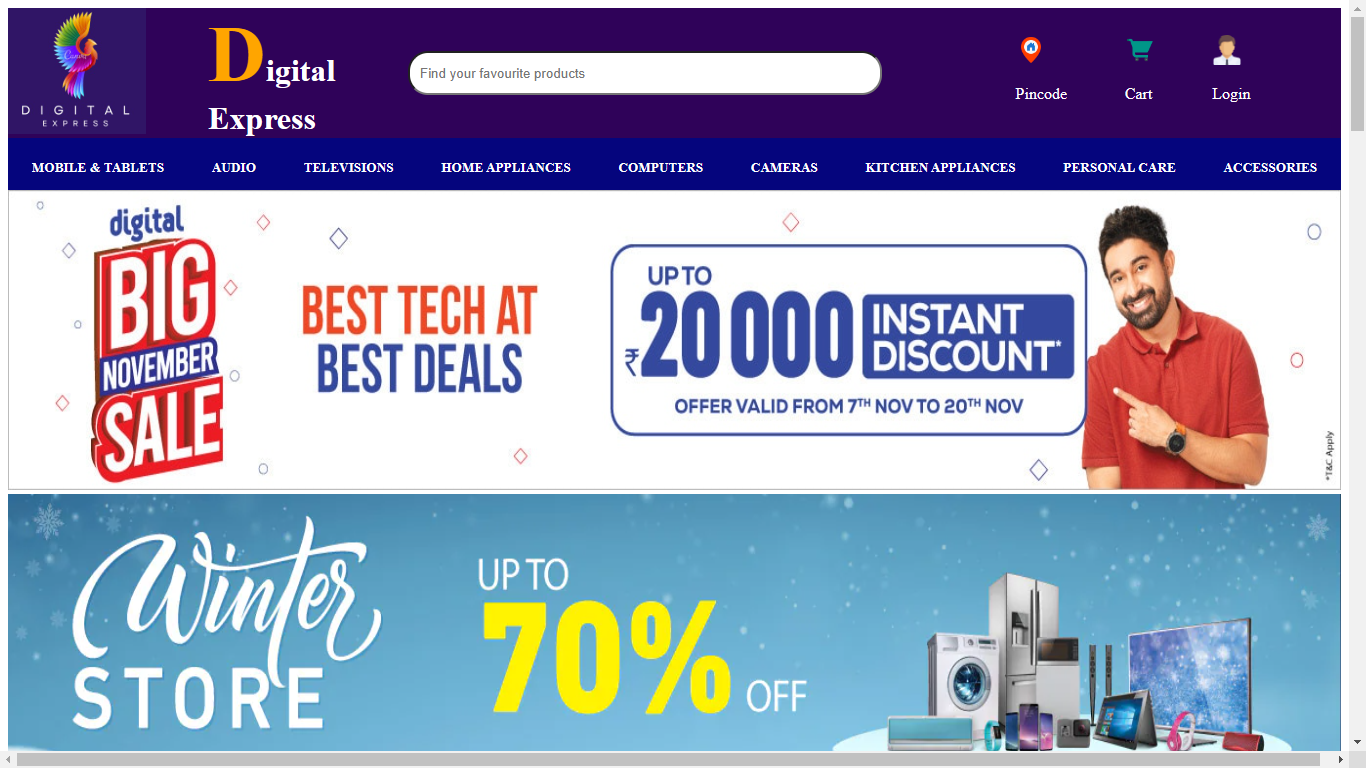 DIGITAL
EXPRESS
Digital
Express
Find your favourite products
Pincode
Cart
Login
MOBILE & TABLETS
AUDIO
TELEVISIONS
HOME APPLIANCES
COMPUTERS
CAMERAS
KITCHEN APPLIANCES
PERSONAL CARE
ACCESSORIES
digital
BIG
NOVEMBER
SALE
BEST TECH AT
BEST DEALS
UP TO
₹20 000
INSTANT
DISCOUNT*
OFFER VALID FROM 7TH NOV TO 20TH NOV
*T&C Apply
Winter
STORE
UP TO
70%
OFF